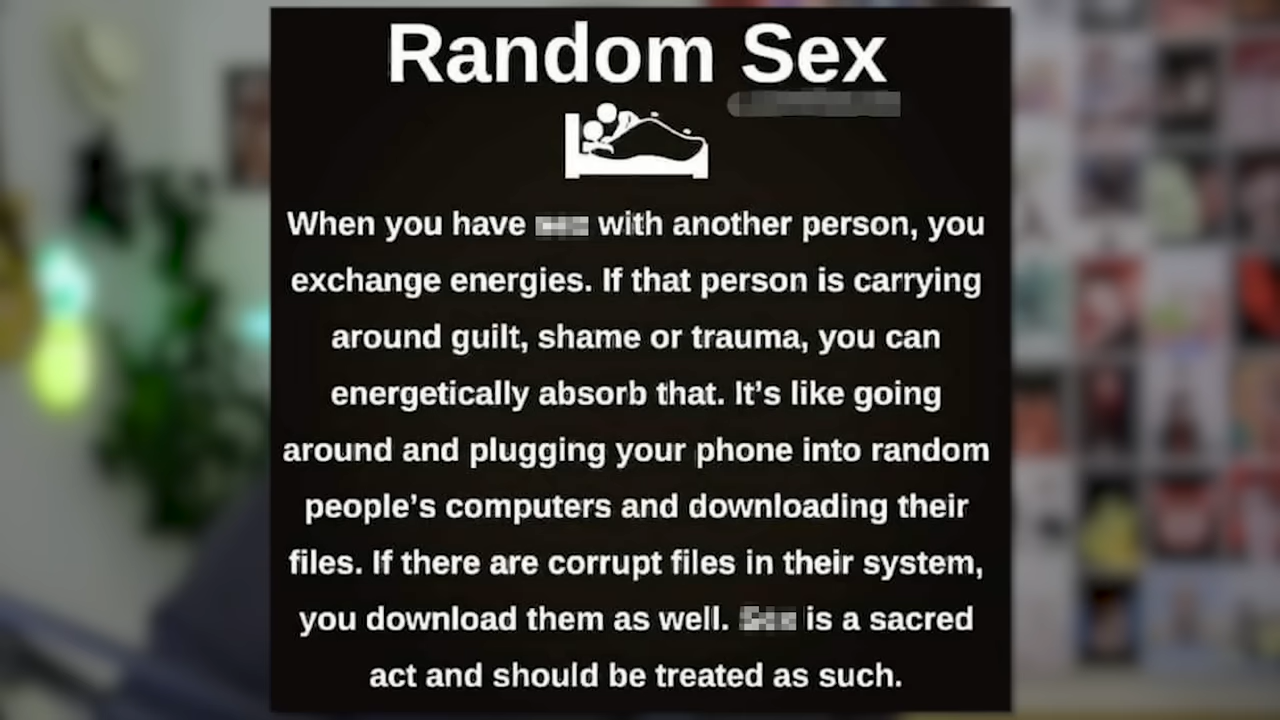 Random Sex
When you have with another person, you
exchange energies. If that person is carrying
around guilt, shame or trauma, you can
energetically absorb that. It’s like going
around and plugging your phone into random
people’s computers and downloading their
files. If there are corrupt files in their system,
you download them as well. is a sacred
act and should be treated as such.